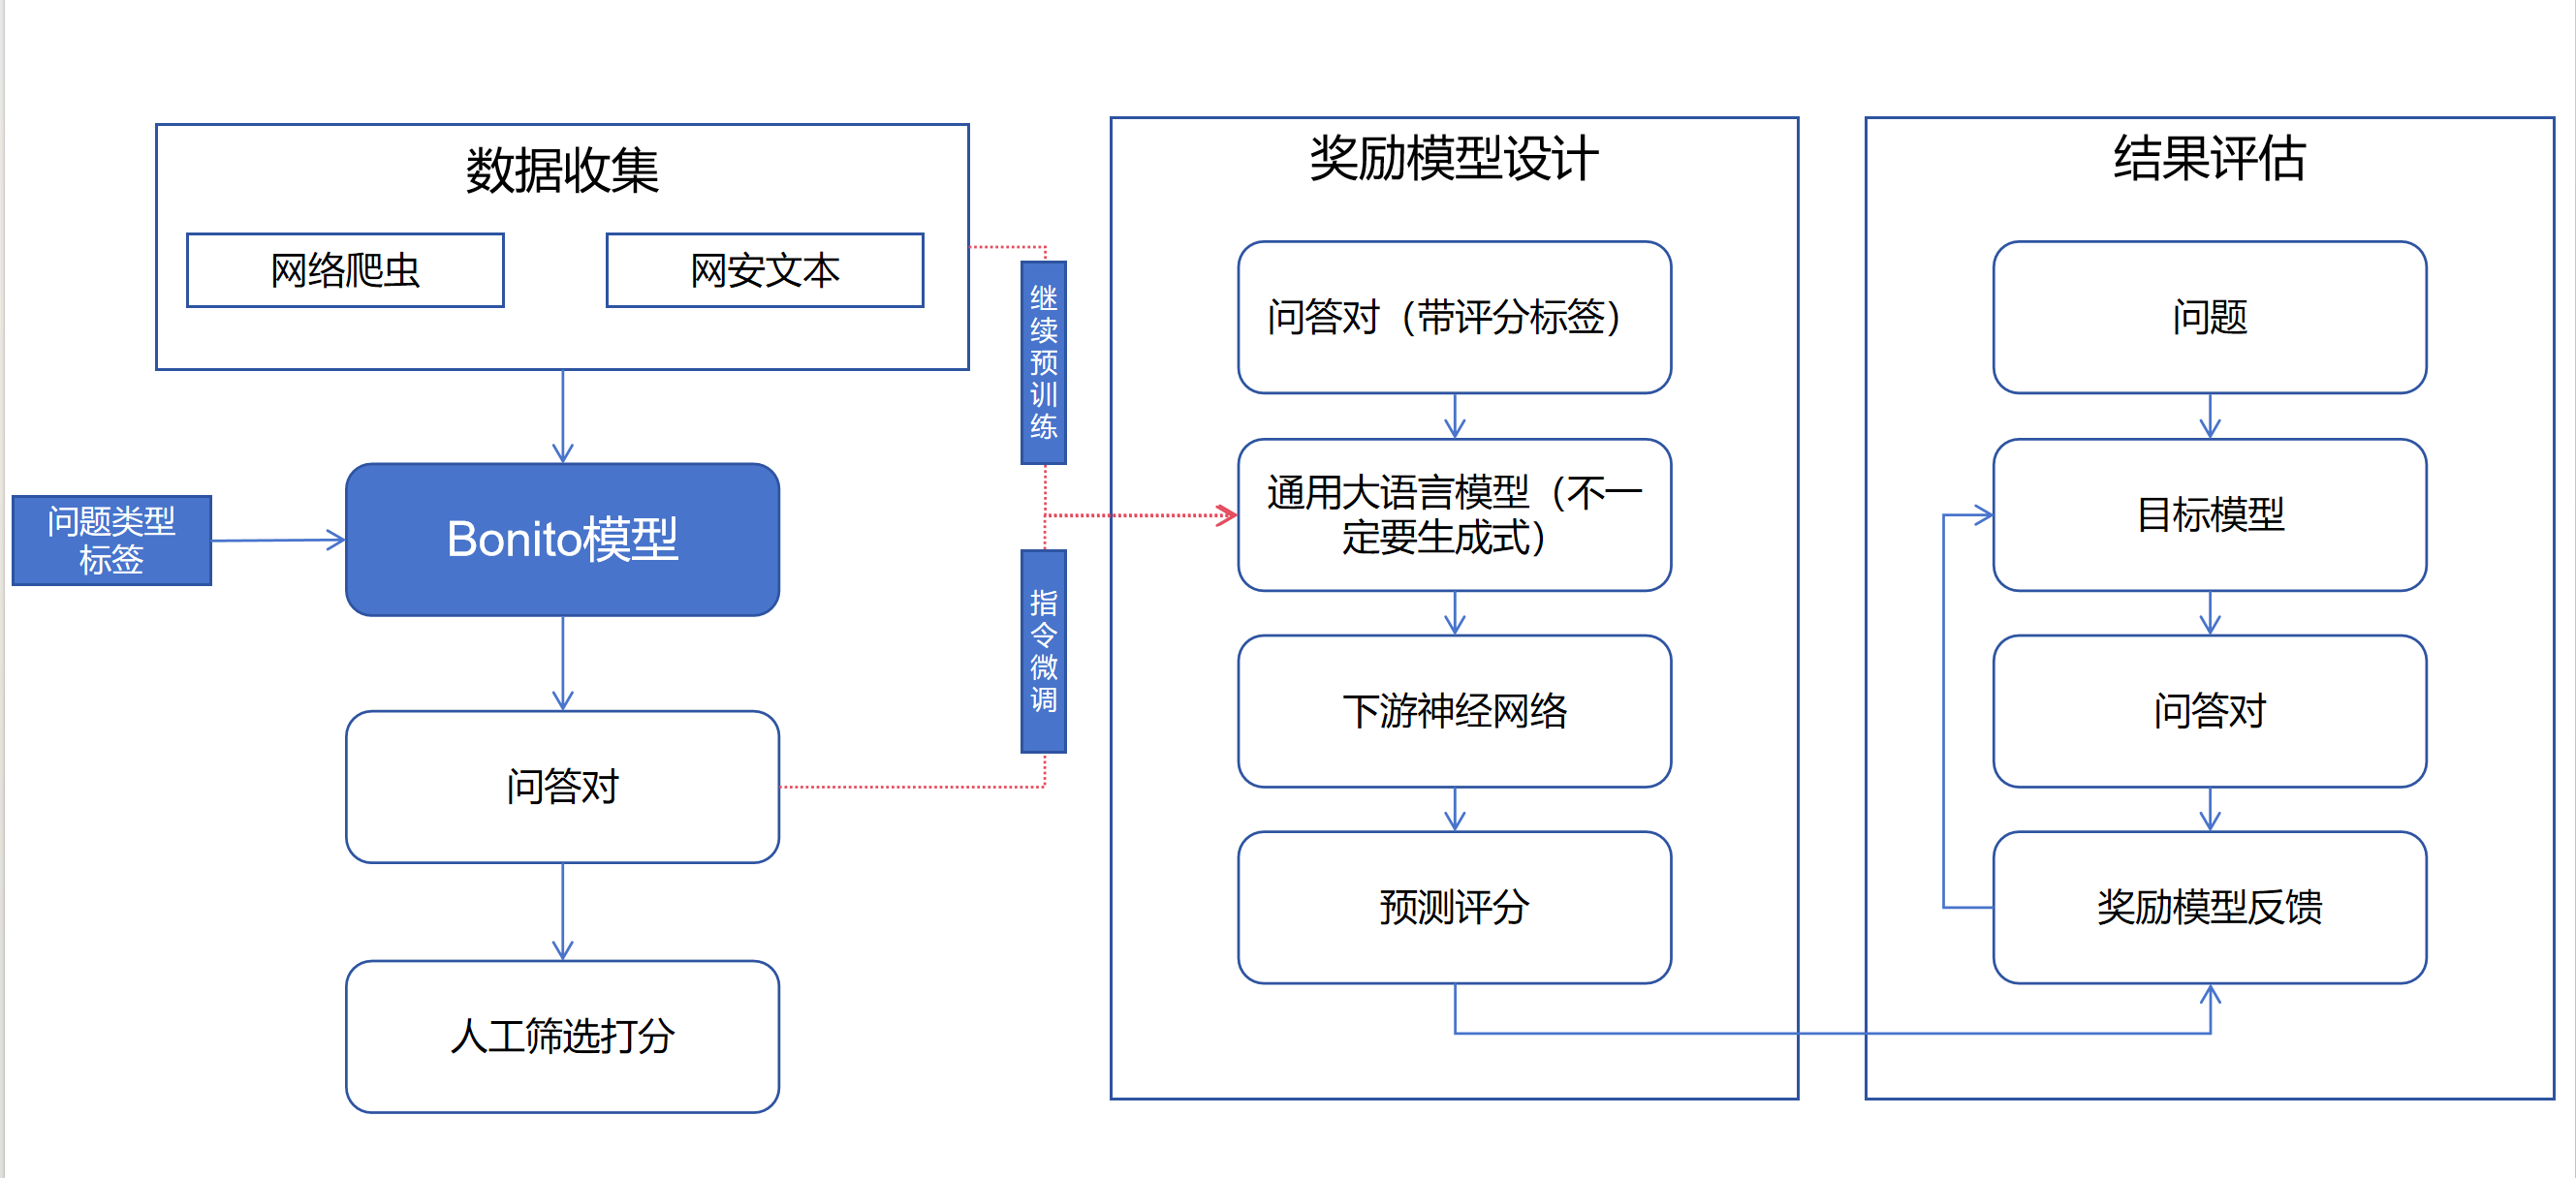 数据收集
网络爬虫
网安文本
问题类型
标签
Bonito模型
问答对
人工筛选打分
继
续
预
训
练
指
令
微
调
奖励模型设计
问答对（带评分标签）
通用大语言模型（不一
定要生成式）
下游神经网络
预测评分
结果评估
问题
目标模型
问答对
奖励模型反馈